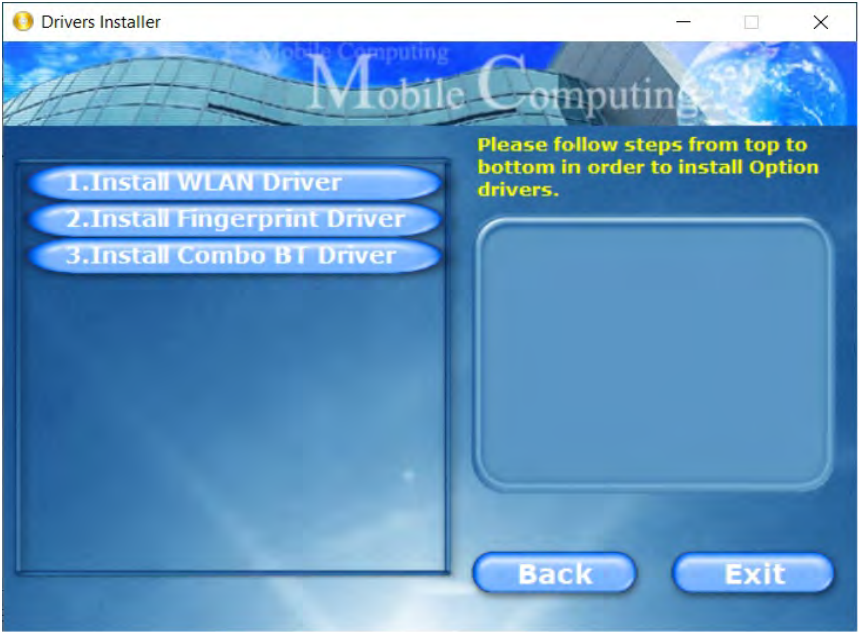 Drivers Installer
Mobile Computing
Mobile Computing
Please follow steps from top to
bottom in order to install Option
drivers.
1.Install WLAN Driver
2.Install Fingerprint Driver
3.Install Combo BT Driver
Back
Exit